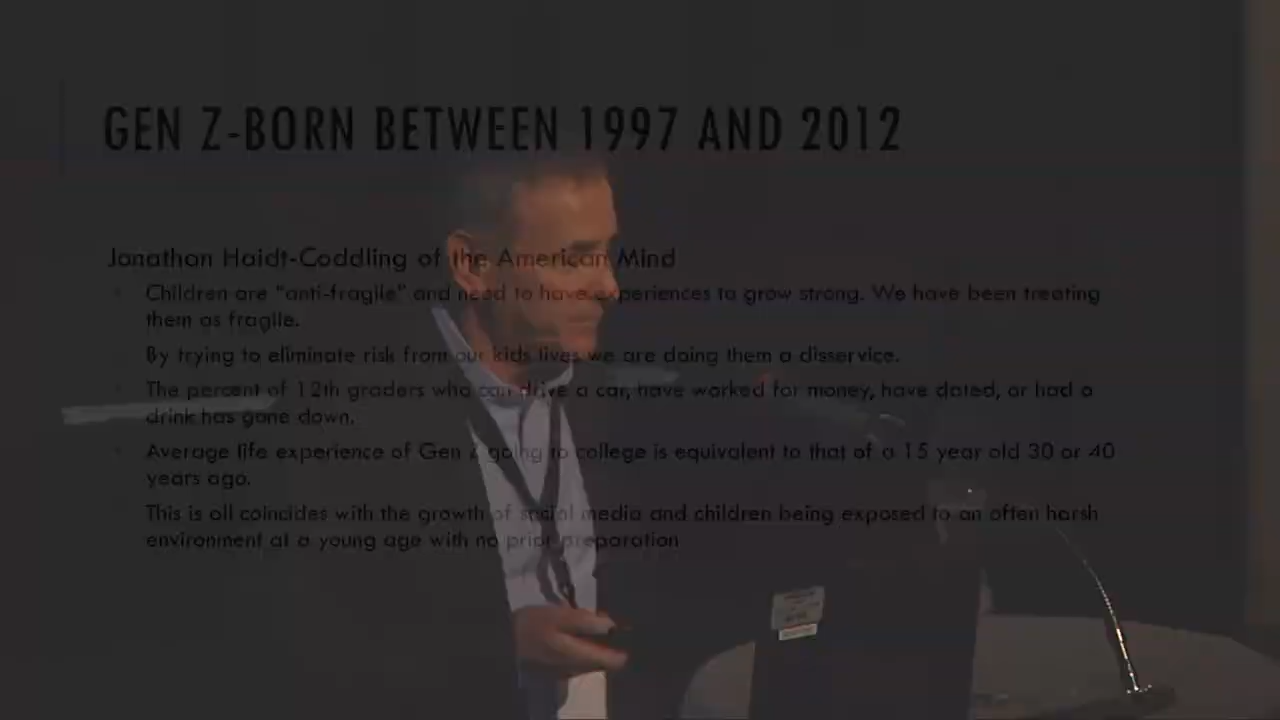 GEN Z-BORN BETWEEN 1997 AND 2012
Jonathan Haidt-Coddling of the American Mind
Children are "anti-fragile" and need to have experiences to grow strong. We have been treating
them as fragile.
By trying to eliminate risk from our kids lives we are doing them a disservice.
The percent of 12th graders who can drive a car, have worked for money, have dated, or had a
drink has gone down.
Average life experience of Gen Z going to college is equivalent to that of a 15 year old 30 or 40
years ago.
This is all coincides with the growth of social media and children being exposed to an often harsh
environment at a young age with no prior preparation